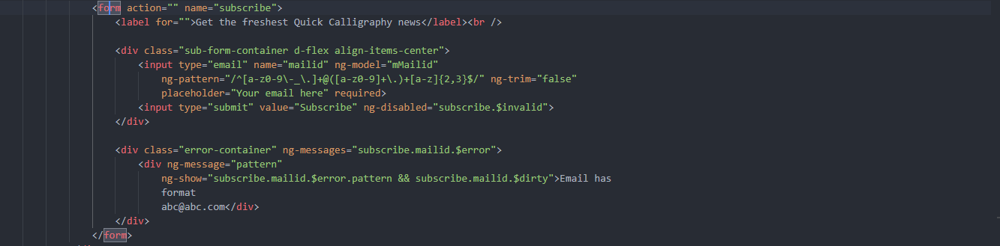 <form action="" name="subscribe">
<label for="">Get the freshest Quick Calligraphy news</label><br />
<div class="sub-form-container d-flex align-items-center">
<input type="email" name="mailid" ng-model="mMailid"
ng-pattern="/^[a-z0-9\-_\.]+@([a-z0-9]+\.)+[a-z]{2,3}$/" ng-trim="false"
placeholder="Your email here" required>
<input type="submit" value="Subscribe" ng-disabled="subscribe.$invalid">
</div>
<div class="error-container" ng-messages="subscribe.mailid.$error">
<div ng-message="pattern"
ng-show="subscribe.mailid.$error.pattern && subscribe.mailid.$dirty">Email has
format
abc@abc.com</div>
</div>
</form>